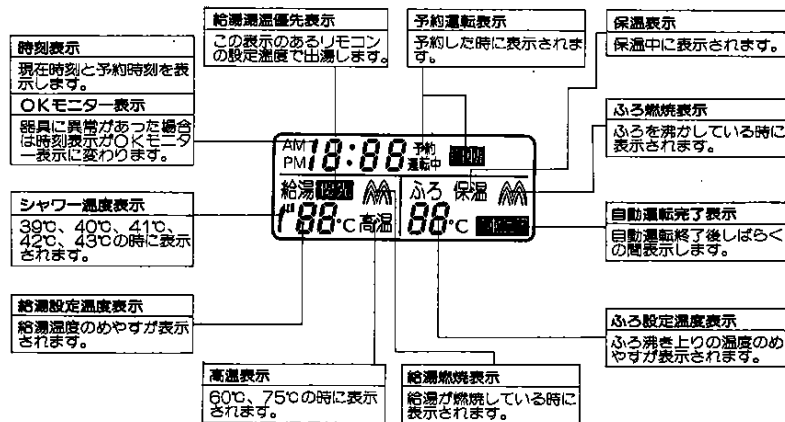 給湯温温優先表示
この表示のあるリモコン
の設定温度で出湯します。
予約運転表示
予約した時に表示されま
す。
保温表示
保温中に表示されます。
時刻表示
現在時刻と予約時刻を表
示します。
OKモニター表示
器具に異常があった場合
は時刻表示がOKモニタ
ー表示に変わります。
ふろ燃焼表示
ふろを沸かしている時に
表示されます。
AM
PM
18:88
予約
運転中
給湯
優先
88℃
高温
ふろ 保温
88℃
シャワー温度表示
39℃、40℃、41℃、
42℃、43℃の時に表示
されます。
自動運転完了表示
自動運転終了後しばらく
の間表示します。
給湯設定温度表示
給湯温度のめやすが表示
されます。
ふろ設定温度表示
ふろ沸き上りの温度のめ
やすが表示されます。
高温表示
60℃、75℃の時に表示
されます。
給湯燃焼表示
給湯が燃焼している時に
表示されます。